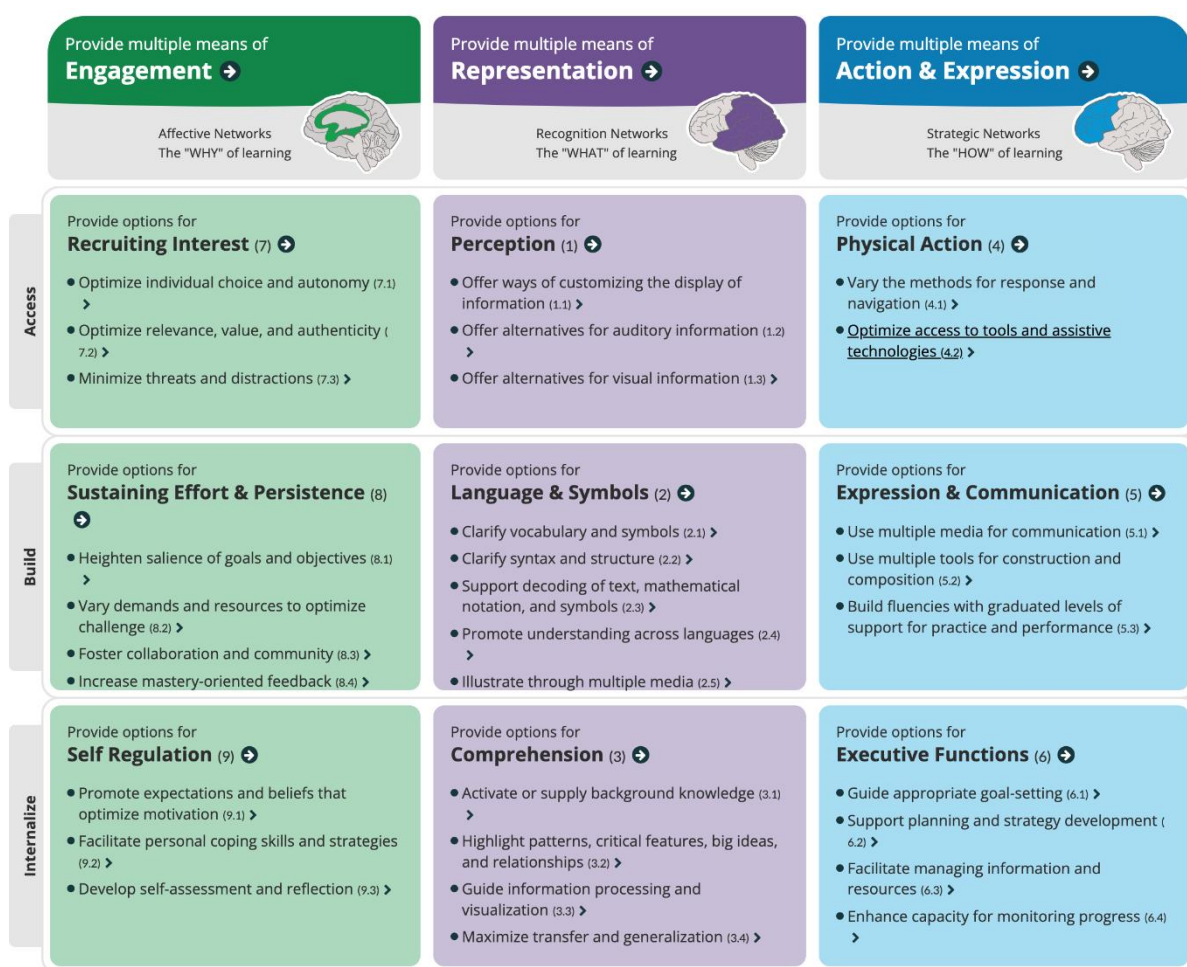 Provide multiple means of
Engagement
Affective Networks
The "WHY" of learning
Provide multiple means of
Representation
Recognition Networks
The "WHAT" of learning
Provide multiple means of
Action & Expression
Strategic Networks
The "HOW" of learning
Access
Provide options for
Recruiting Interest (7)
Optimize individual choice and autonomy (7.1)
Optimize relevance, value, and authenticity (
7.2)
Minimize threats and distractions (7.3)
Provide options for
Perception (1)
Offer ways of customizing the display of
information (1.1)
Offer alternatives for auditory information (1.2)
Offer alternatives for visual information (1.3)
Provide options for
Physical Action (4)
Vary the methods for response and
navigation (4.1)
Optimize access to tools and assistive
technologies (4.2)
Build
Provide options for
Sustaining Effort & Persistence (8)
Heighten salience of goals and objectives (8.1)
Vary demands and resources to optimize
challenge (8.2)
Foster collaboration and community (8.3)
Increase mastery-oriented feedback (8.4)
Provide options for
Language & Symbols (2)
Clarify vocabulary and symbols (2.1)
Clarify syntax and structure (2.2)
Support decoding of text, mathematical
notation, and symbols (2.3)
Promote understanding across languages (2.4)
Illustrate through multiple media (2.5)
Provide options for
Expression & Communication (5)
Use multiple media for communication (5.1)
Use multiple tools for construction and
composition (5.2)
Build fluencies with graduated levels of
support for practice and performance (5.3)
Internalize
Provide options for
Self Regulation (9)
Promote expectations and beliefs that
optimize motivation (9.1)
Facilitate personal coping skills and strategies
(9.2)
Develop self-assessment and reflection (9.3)
Provide options for
Comprehension (3)
Activate or supply background knowledge (3.1)
Highlight patterns, critical features, big ideas,
and relationships (3.2)
Guide information processing and
visualization (3.3)
Maximize transfer and generalization (3.4)
Provide options for
Executive Functions (6)
Guide appropriate goal-setting (6.1)
Support planning and strategy development (
6.2)
Facilitate managing information and
resources (6.3)
Enhance capacity for monitoring progress (6.4)